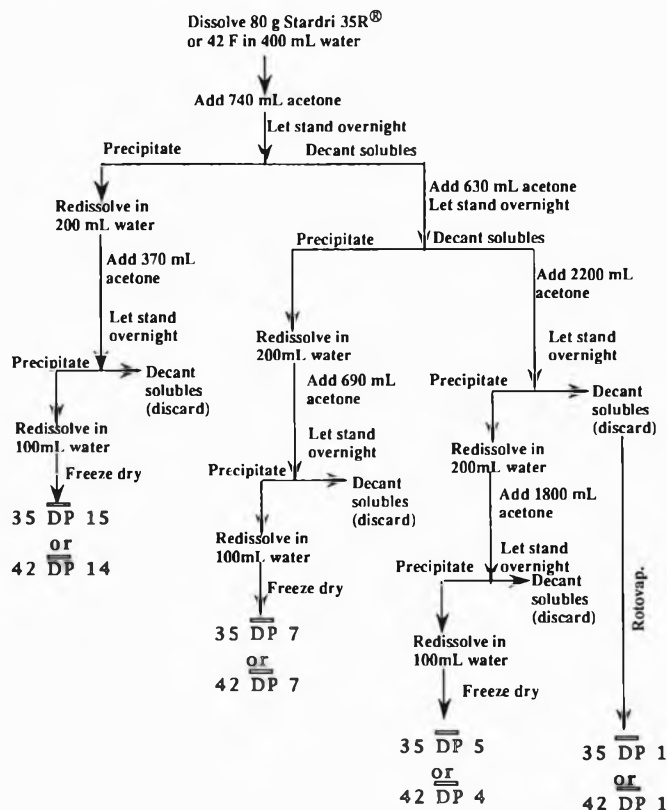 Dissolve 80 g Stardri 35R®
or 42 F in 400 mL water
Add 740 mL acetone
Let stand overnight
Precipitate
Decant solubles
Redissolve in
200 mL water
Add 370 mL
acetone
Let stand
overnight
Precipitate
Decant
solubles
(discard)
Redissolve in
100mL water
Freeze dry
35 DP 15
or
42 DP 14
Add 630 mL acetone
Let stand overnight
Precipitate
Decant solubles
Redissolve in
200mL water
Add 690 mL
acetone
Let stand
overnight
Precipitate
Decant
solubles
(discard)
Redissolve in
100mL water
Freeze dry
35 DP 7
or
42 DP 7
Add 2200 mL
acetone
Let stand
overnight
Precipitate
Decant
solubles
(discard)
Redissolve in
200mL water
Add 1800 mL
acetone
Let stand
overnight
Precipitate
Decant
solubles
(discard)
Redissolve in
100mL water
Freeze dry
35 DP 5
or
42 DP 4
Rotovap.
35 DP 1
or
42 DP 1